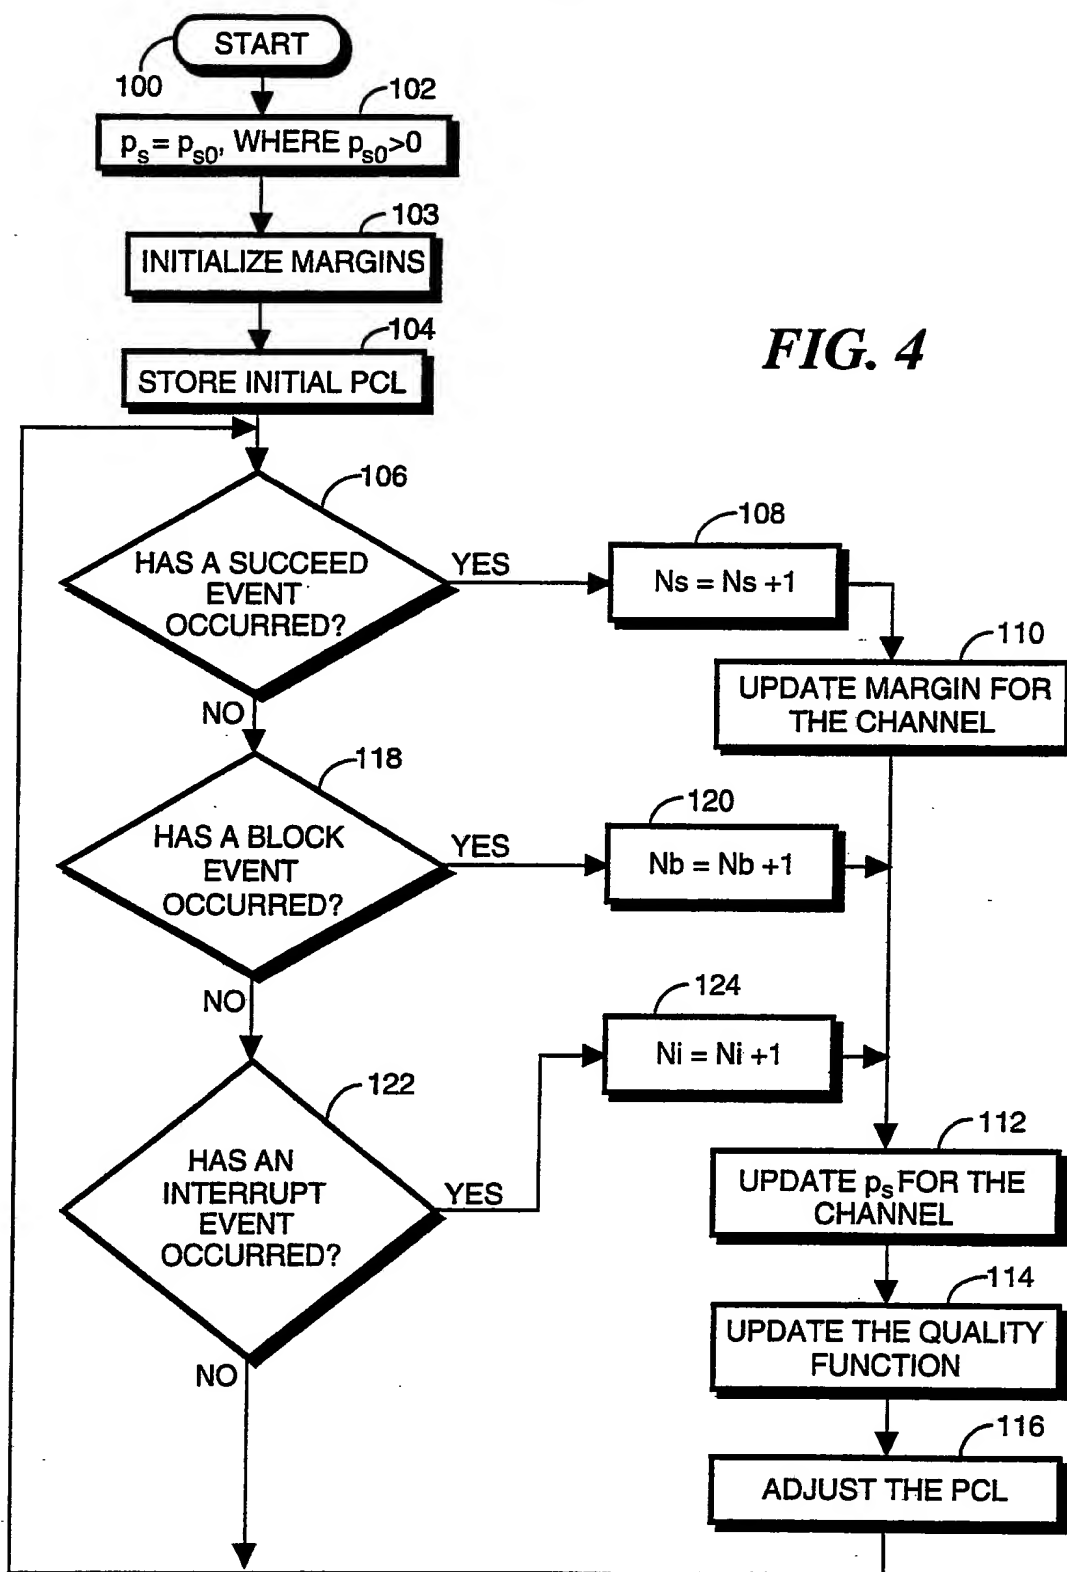 START
100
102
pₛ = pₛ₀, WHERE pₛ₀>0
103
INITIALIZE MARGINS
104
STORE INITIAL PCL
FIG. 4
106
HAS A SUCCEED
EVENT
OCCURRED?
YES
108
Ns = Ns +1
110
UPDATE MARGIN FOR
THE CHANNEL
NO
118
HAS A BLOCK
EVENT
OCCURRED?
YES
120
Nb = Nb +1
NO
122
HAS AN
INTERRUPT
EVENT
OCCURRED?
YES
124
Ni = Ni +1
112
UPDATE pₛ FOR THE
CHANNEL
114
UPDATE THE QUALITY
FUNCTION
NO
116
ADJUST THE PCL